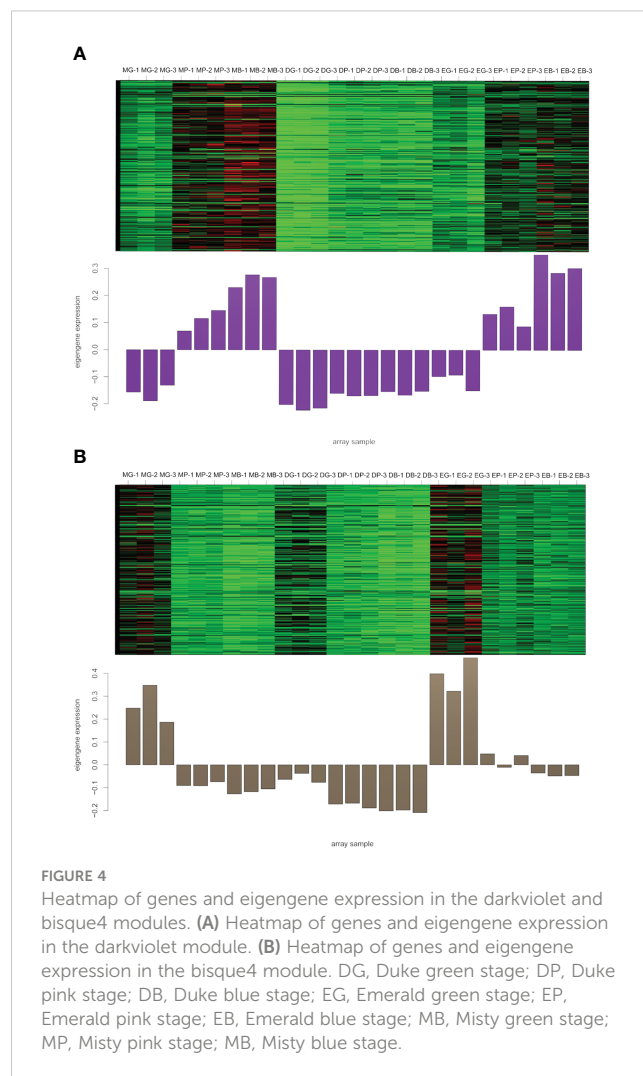 A
MG-1 MG-2 MG-3 MP-1 MP-2 MP-3 MB-1 MB-2 MB-3 DG-1 DG-2 DG-3 DP-1 DP-2 DP-3 DB-1 DB-2 DB-3 EG-1 EG-2 EG-3 EP-1 EP-2 EP-3 EB-1 EB-2 EB-3
eigengene expression
0.3
0.2
0.1
0.0
−0.1
−0.2
array sample
B
MG-1 MG-2 MG-3 MP-1 MP-2 MP-3 MB-1 MB-2 MB-3 DG-1 DG-2 DG-3 DP-1 DP-2 DP-3 DB-1 DB-2 DB-3 EG-1 EG-2 EG-3 EP-1 EP-2 EP-3 EB-1 EB-2 EB-3
eigengene expression
0.4
0.3
0.2
0.1
0.0
−0.1
−0.2
array sample
FIGURE 4
Heatmap of genes and eigengene expression in the darkviolet and
bisque4 modules. (A) Heatmap of genes and eigengene expression
in the darkviolet module. (B) Heatmap of genes and eigengene
expression in the bisque4 module. DG, Duke green stage; DP, Duke
pink stage; DB, Duke blue stage; EG, Emerald green stage; EP,
Emerald pink stage; EB, Emerald blue stage; MB, Misty green stage;
MP, Misty pink stage; MB, Misty blue stage.